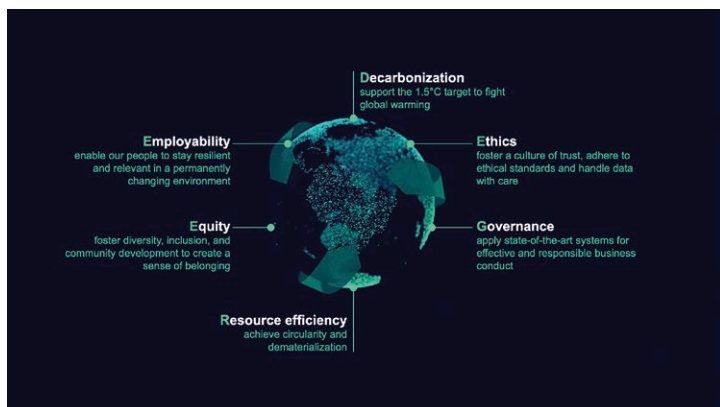 Decarbonization
support the 1.5°C target to fight
global warming
Ethics
foster a culture of trust, adhere to
ethical standards and handle data
with care
Governance
apply state-of-the-art systems for
effective and responsible business
conduct
Resource efficiency
achieve circularity and
dematerialization
Equity
foster diversity, inclusion, and
community development to create a
sense of belonging
Employability
enable our people to stay resilient
and relevant in a permanently
changing environment